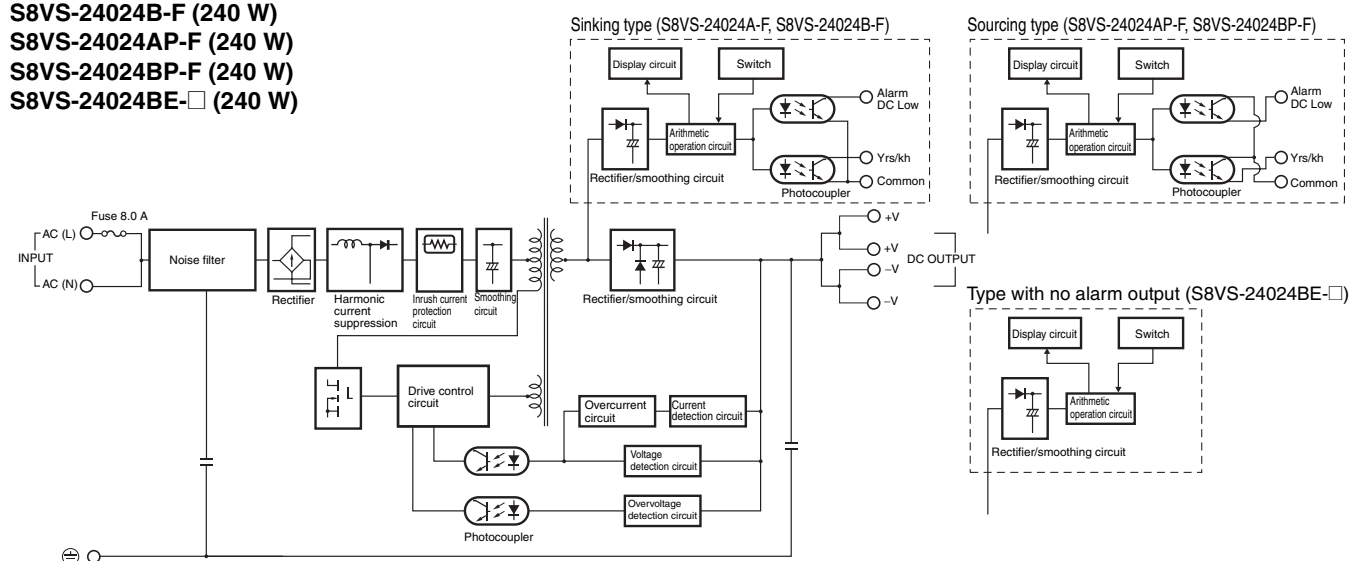 S8VS-24024B-F (240 W)
S8VS-24024AP-F (240 W)
S8VS-24024BP-F (240 W)
S8VS-24024BE-□ (240 W)
Sinking type (S8VS-24024A-F, S8VS-24024B-F)
Display circuit
Switch
Arithmetic
operation circuit
Rectifier/smoothing circuit
Alarm
DC Low
Yrs/kh
Common
Photocoupler
Sourcing type (S8VS-24024AP-F, S8VS-24024BP-F)
Display circuit
Switch
Arithmetic
operation circuit
Rectifier/smoothing circuit
Alarm
DC Low
Yrs/kh
Common
Photocoupler
Fuse 8.0 A
AC (L)
INPUT
AC (N)
Noise filter
Rectifier
Harmonic
current
suppression
Inrush current
protection
circuit
Smoothing
circuit
Rectifier/smoothing circuit
+V
+V
DC OUTPUT
–V
–V
Drive control
circuit
Overcurrent
circuit
Current
detection circuit
Voltage
detection circuit
Overvoltage
detection circuit
Photocoupler
Type with no alarm output (S8VS-24024BE-□)
Display circuit
Switch
Arithmetic
operation circuit
Rectifier/smoothing circuit